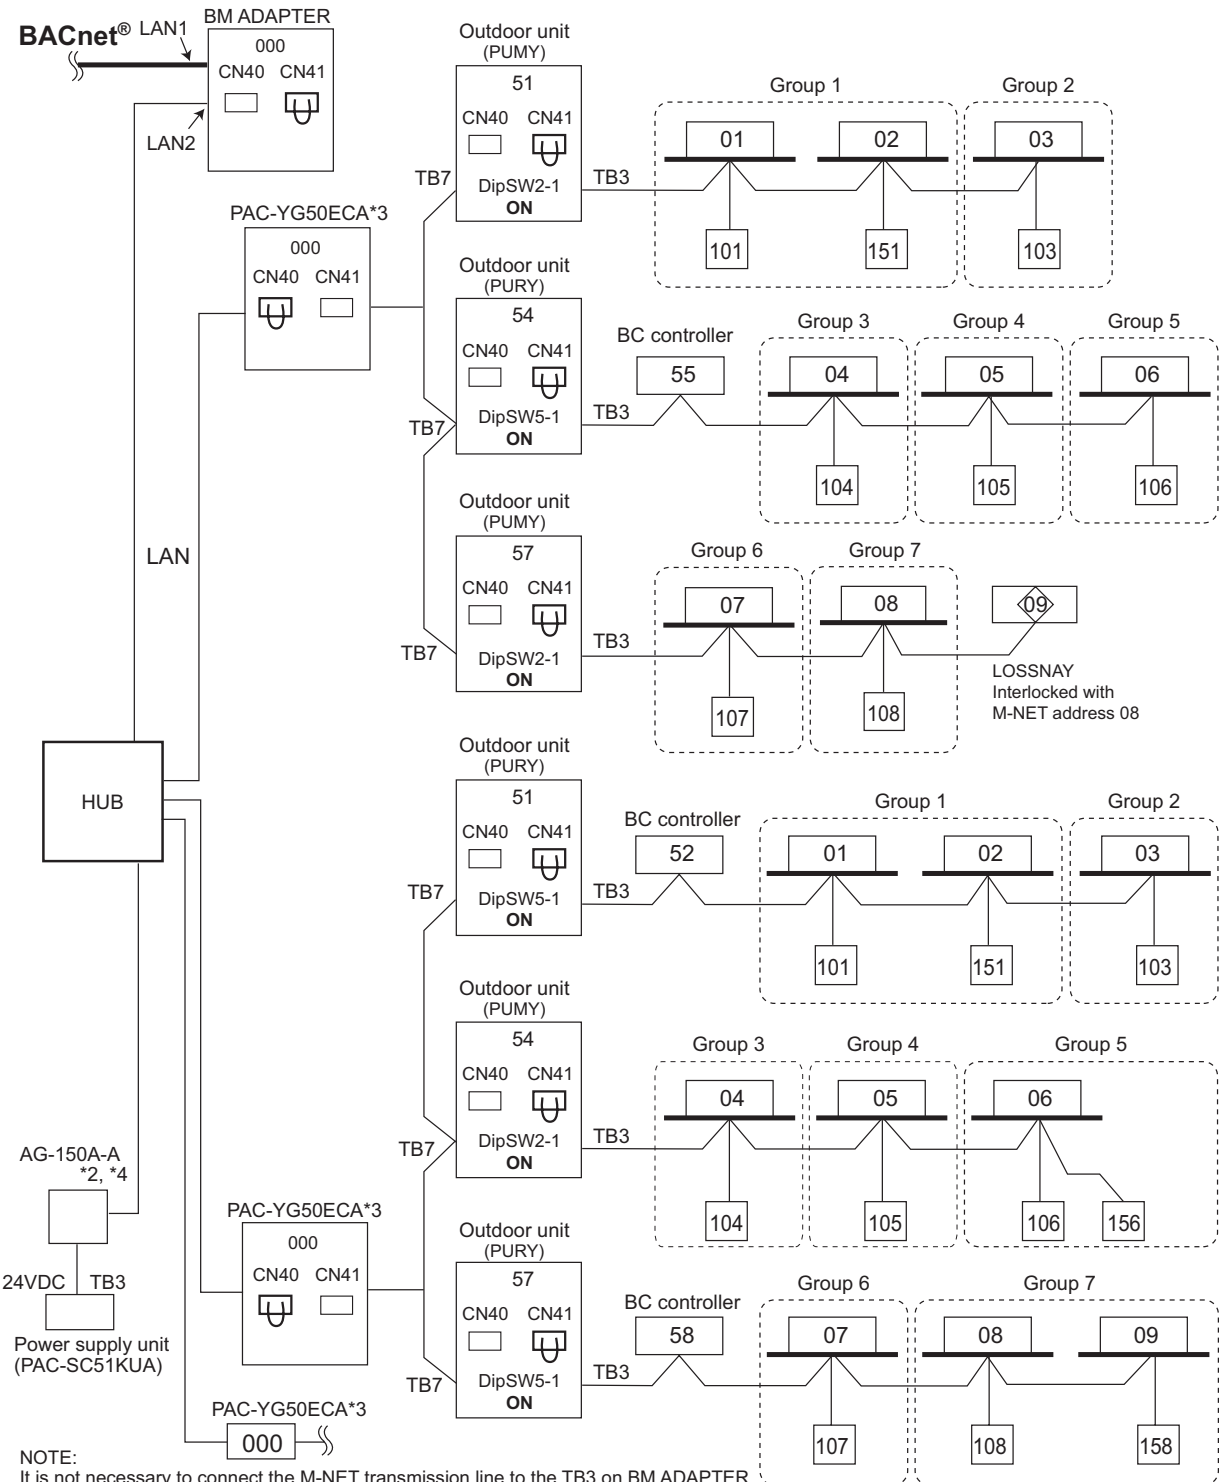 BACnet® LAN1
BM ADAPTER
000
CN40 CN41
LAN2
PAC-YG50ECA*3
000
CN40 CN41
LAN
HUB
Outdoor unit
(PUMY)
51
CN40 CN41
DipSW2-1
ON
TB7
TB3
Group 1
01
02
101
151
Group 2
03
103
Outdoor unit
(PURY)
54
CN40 CN41
DipSW5-1
ON
TB7
TB3
BC controller
55
Group 3
04
104
Group 4
05
105
Group 5
06
106
Outdoor unit
(PUMY)
57
CN40 CN41
DipSW2-1
ON
TB7
TB3
Group 6
07
107
Group 7
08
108
09
LOSSNAY
Interlocked with
M-NET address 08
Outdoor unit
(PURY)
51
CN40 CN41
DipSW5-1
ON
TB7
TB3
BC controller
52
Group 1
01
02
101
151
Group 2
03
103
Outdoor unit
(PUMY)
54
CN40 CN41
DipSW2-1
ON
TB7
TB3
Group 3
04
104
Group 4
05
105
Group 5
06
106
156
AG-150A-A
*2, *4
24VDC TB3
Power supply unit
(PAC-SC51KUA)
PAC-YG50ECA*3
000
CN40 CN41
Outdoor unit
(PURY)
57
CN40 CN41
DipSW5-1
ON
TB7
TB3
BC controller
58
Group 6
07
107
Group 7
08
09
108
158
PAC-YG50ECA*3
000
NOTE:
It is not necessary to connect the M-NET transmission line to the TB3 on BM ADAPTER